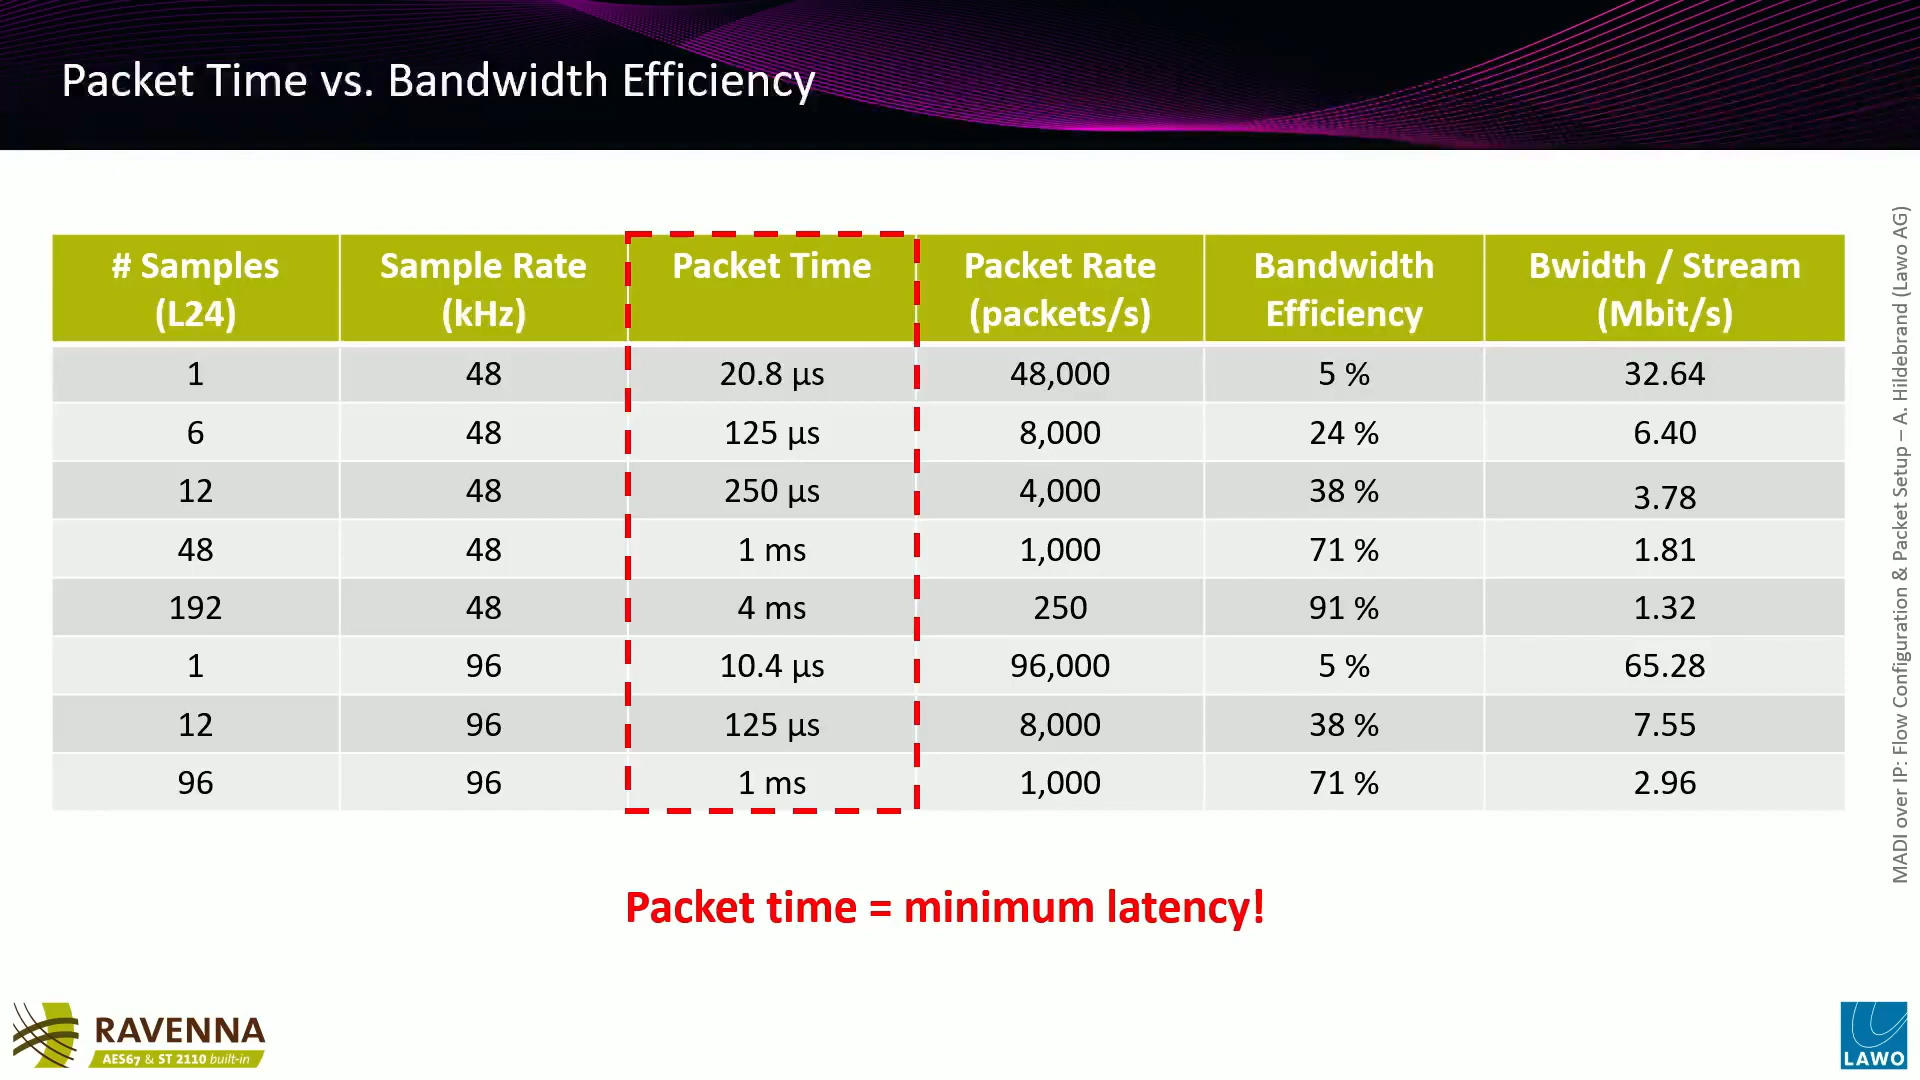 Packet Time vs. Bandwidth Efficiency
# Samples (L24) Sample Rate (kHz) Packet Time Packet Rate (packets/s) Bandwidth Efficiency Bwidth / Stream (Mbit/s)
1 48 20.8 µs 48,000 5 % 32.64
6 48 125 µs 8,000 24 % 6.40
12 48 250 µs 4,000 38 % 3.78
48 48 1 ms 1,000 71 % 1.81
192 48 4 ms 250 91 % 1.32
1 96 10.4 µs 96,000 5 % 65.28
12 96 125 µs 8,000 38 % 7.55
96 96 1 ms 1,000 71 % 2.96
Packet time = minimum latency!
MADI over IP: Flow Configuration & Packet Setup – A. Hildebrand (Lawo AG)
RAVENNA
AES67 & ST 2110 built-in
LAWO